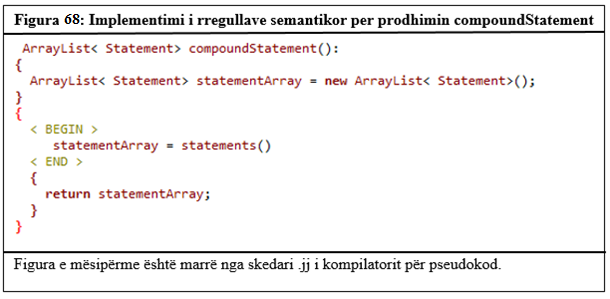 Figura 68: Implementimi i rregullave semantikor per prodhimin compoundStatement
ArrayList< Statement> compoundStatement():
{
ArrayList< Statement> statementArray = new ArrayList< Statement>();
}
{
< BEGIN >
statementArray = statements()
< END >
{
return statementArray;
}
}
Figura e mësipërme është marrë nga skedari .jj i kompilatorit për pseudokod.